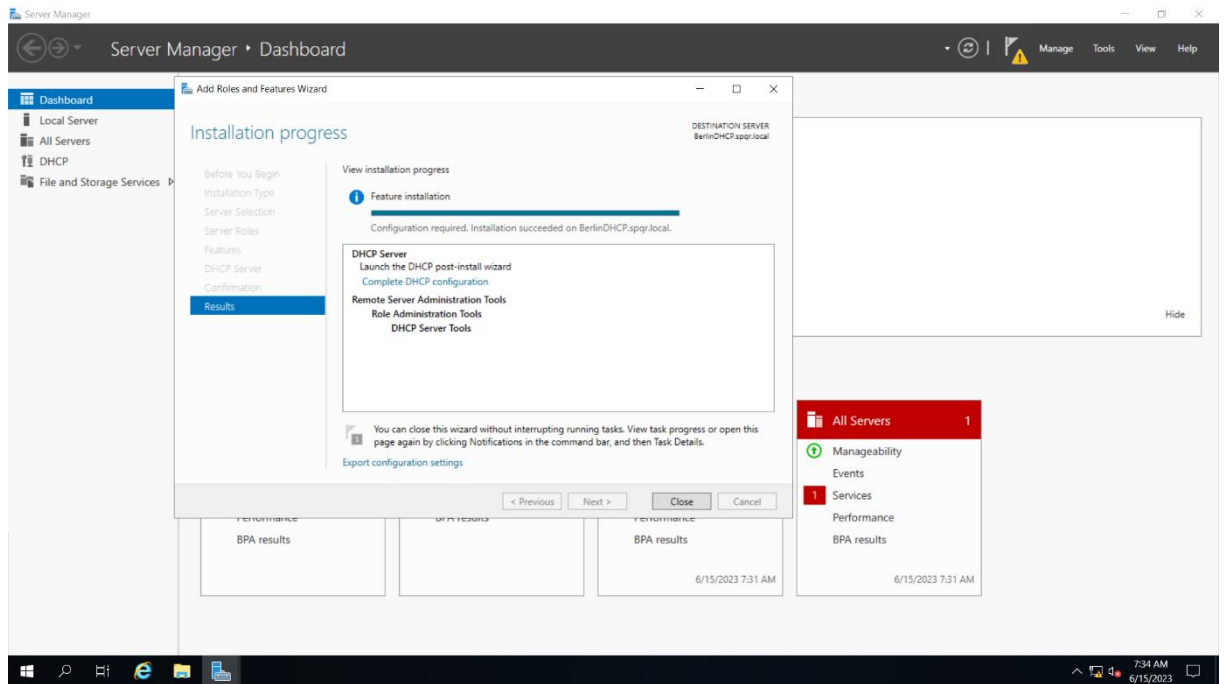 Server Manager
Server Manager • Dashboard
Manage Tools View Help
Dashboard
Local Server
All Servers
DHCP
File and Storage Services
Add Roles and Features Wizard
Installation progress
DESTINATION SERVER
BerlinDHCP.spqr.local
Before You Begin
Installation Type
Server Selection
Server Roles
Features
DHCP Server
Confirmation
Results
View installation progress
Feature installation
Configuration required. Installation succeeded on BerlinDHCP.spqr.local.
DHCP Server
Launch the DHCP post-install wizard
Complete DHCP configuration
Remote Server Administration Tools
Role Administration Tools
DHCP Server Tools
1
You can close this wizard without interrupting running tasks. View task progress or open this
page again by clicking Notifications in the command bar, and then Task Details.
Export configuration settings
< Previous Next > Close Cancel
Hide
Performance
BPA results
BPA results
Performance
BPA results
6/15/2023 7:31 AM
All Servers 1
Manageability
Events
1 Services
Performance
BPA results
6/15/2023 7:31 AM
7:34 AM
6/15/2023